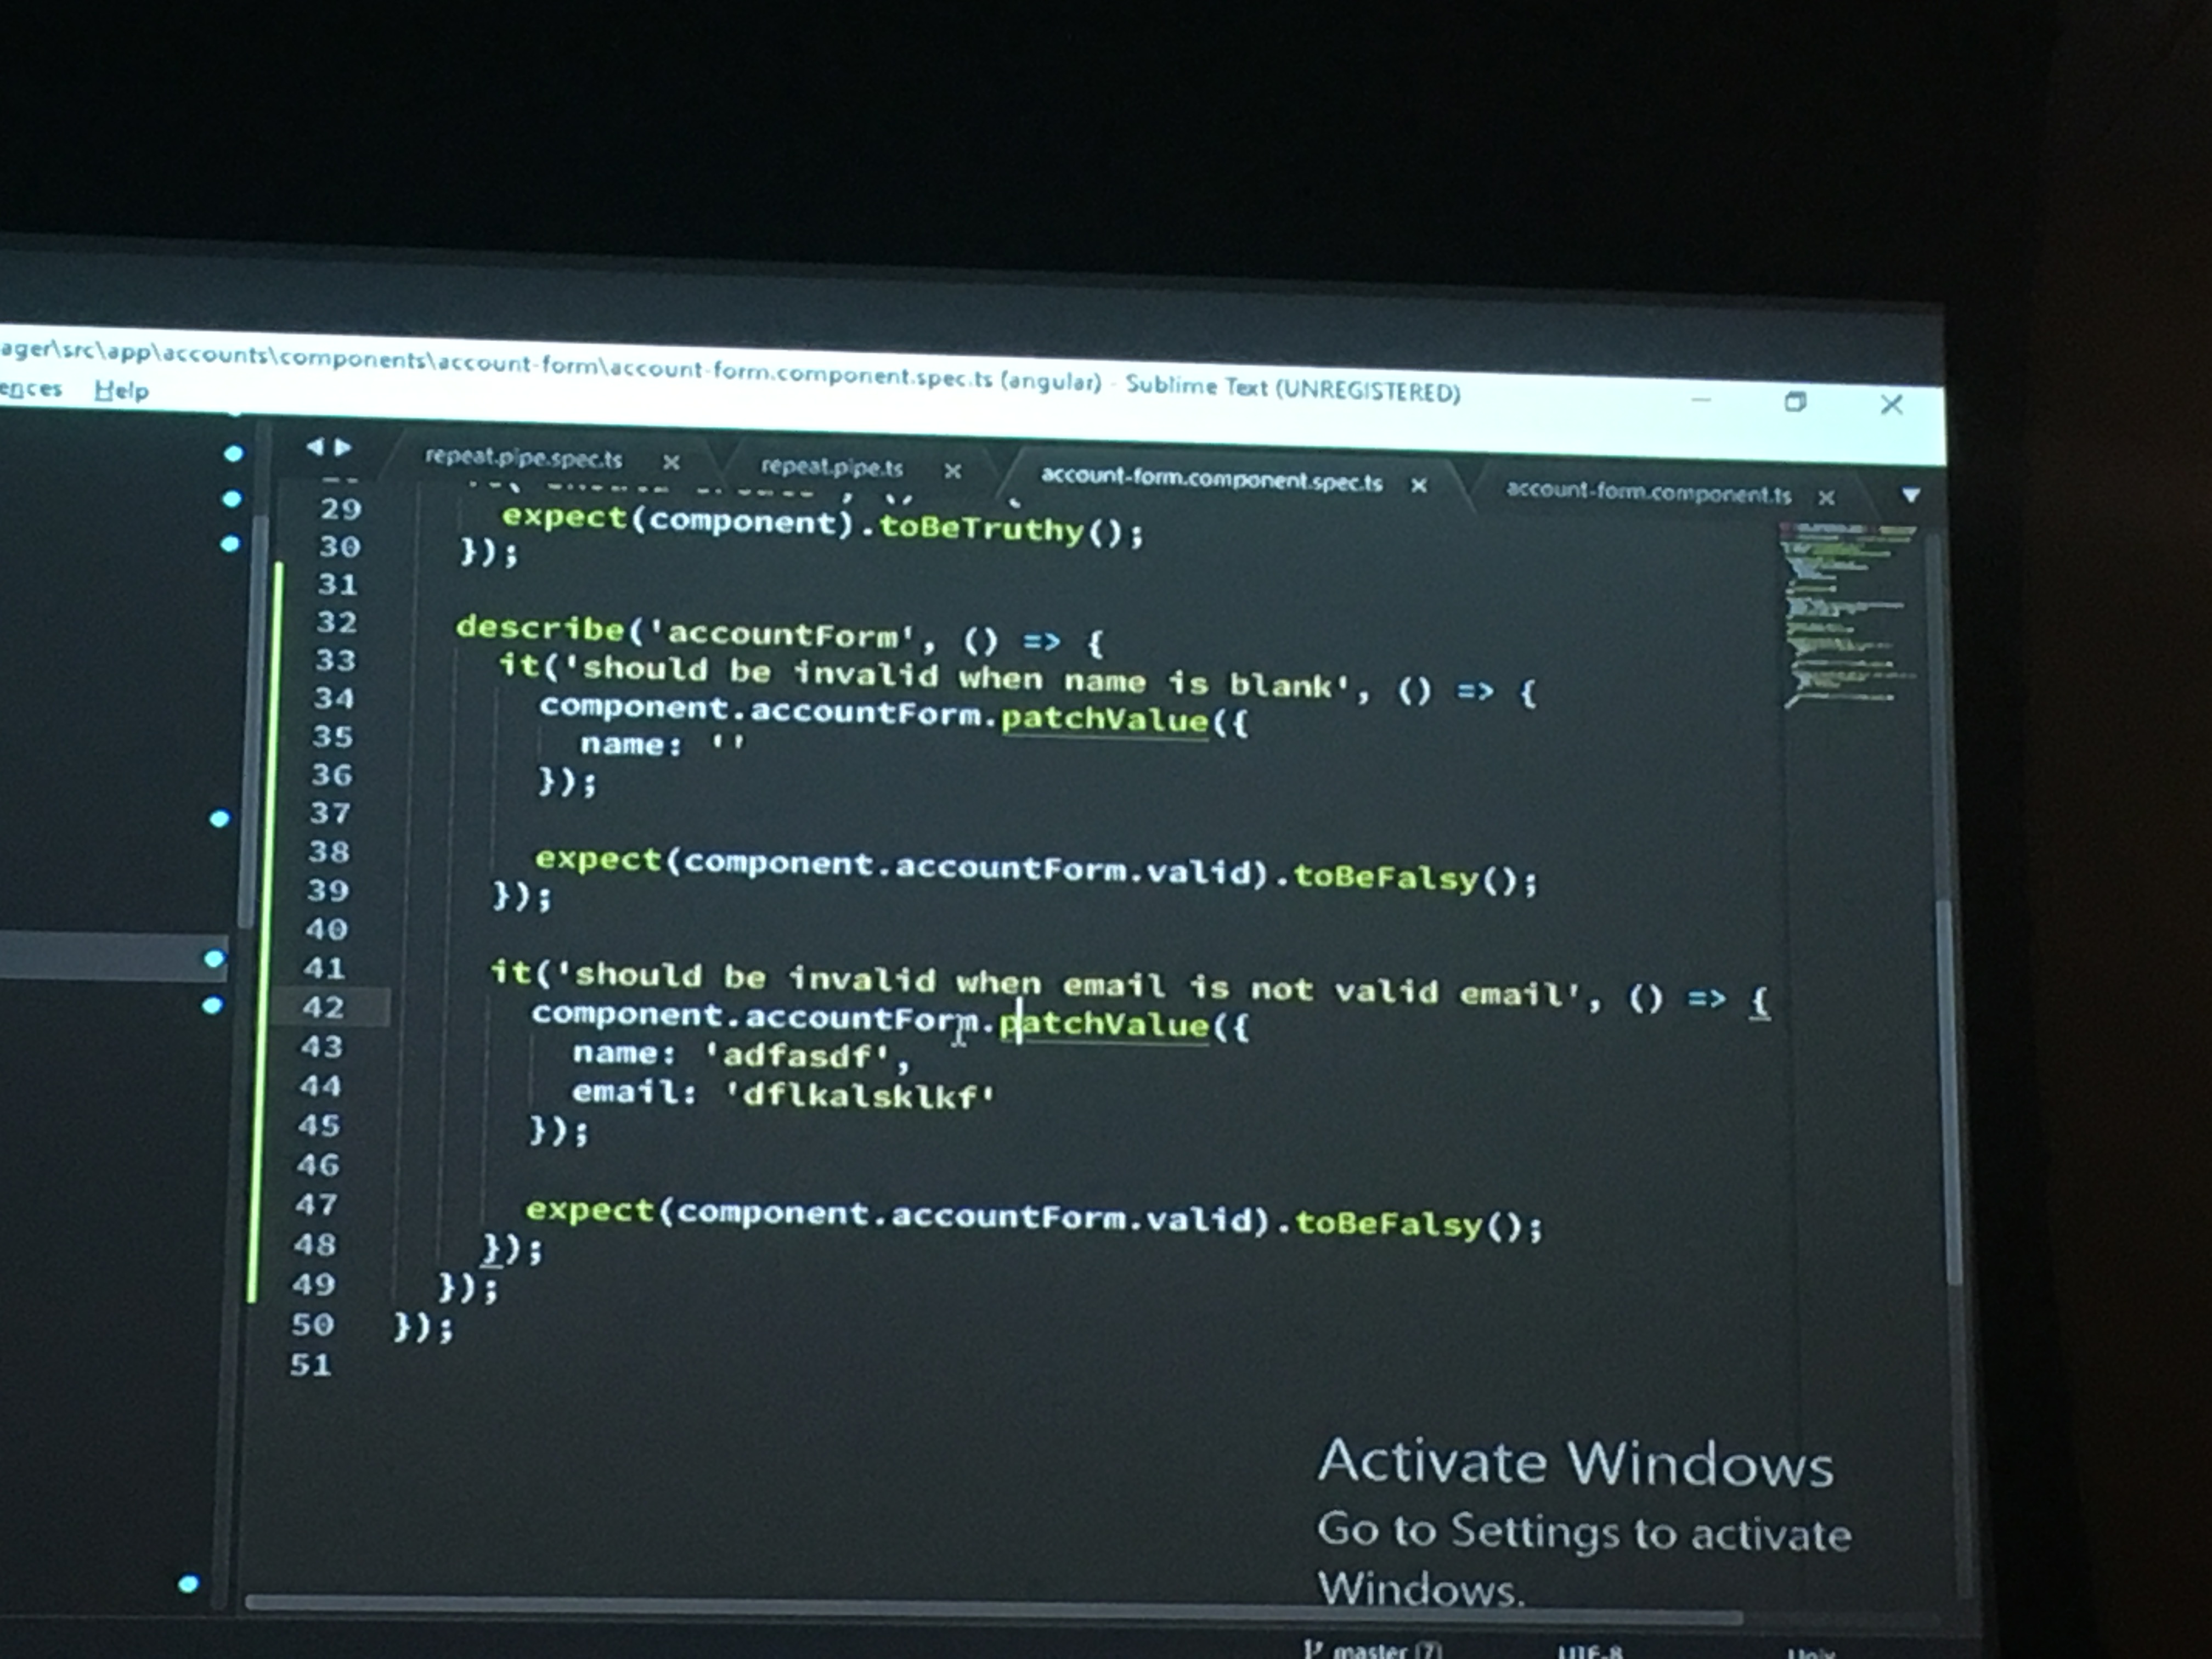 ager\src\app\accounts\components\account-form\account-form.component.spec.ts (angular) - Sublime Text (UNREGISTERED)
ences Help
repeat.pipe.spec.ts × repeat.pipe.ts × account-form.component.spec.ts × account-form.component.ts ×
29 expect(component).toBeTruthy();
30 });
31
32 describe('accountForm', () => {
33 it('should be invalid when name is blank', () => {
34 component.accountForm.patchValue({
35 name: ''
36 });
37
38 expect(component.accountForm.valid).toBeFalsy();
39 });
40
41 it('should be invalid when email is not valid email', () => {
42 component.accountForm.patchValue({
43 name: 'adfasdf',
44 email: 'dflkalsklkf'
45 });
46
47 expect(component.accountForm.valid).toBeFalsy();
48 });
49 });
50 });
51
Activate Windows
Go to Settings to activate
Windows.
master (7) UTF-8 Unix